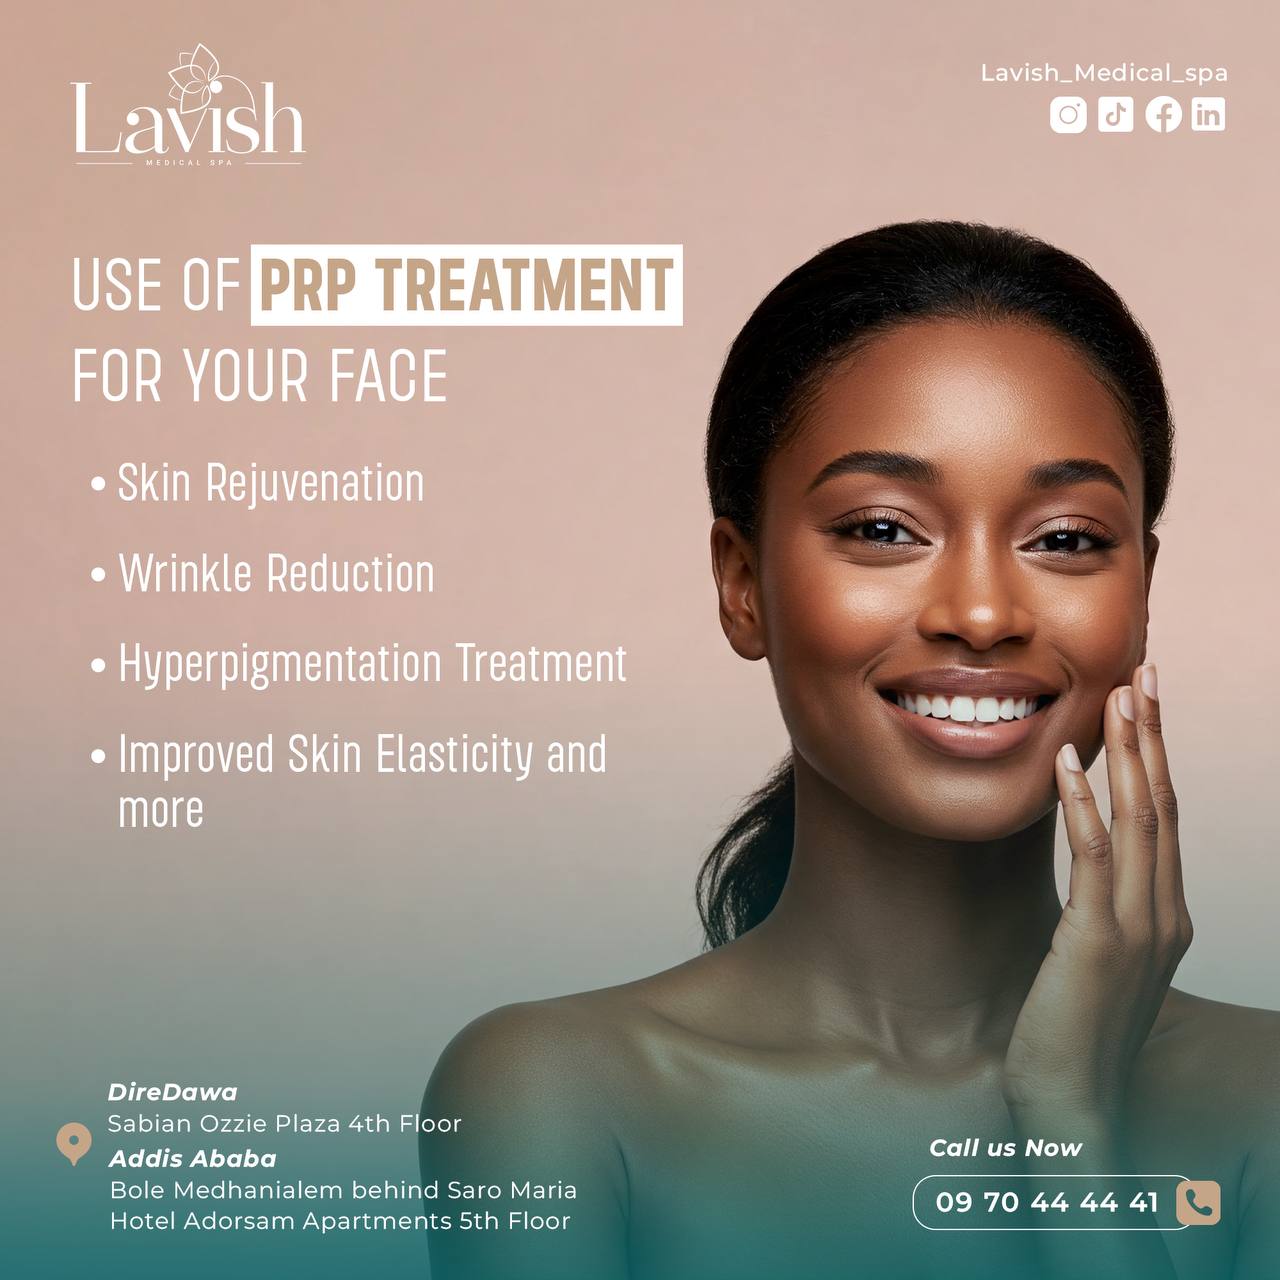 Lavish
MEDICAL SPA
Lavish_Medical_spa
USE OF PRP TREATMENT
FOR YOUR FACE
• Skin Rejuvenation
• Wrinkle Reduction
• Hyperpigmentation Treatment
• Improved Skin Elasticity and
more
DireDawa
Sabian Ozzie Plaza 4th Floor
Addis Ababa
Bole Medhanialem behind Saro Maria
Hotel Adorsam Apartments 5th Floor
Call us Now
09 70 44 44 41